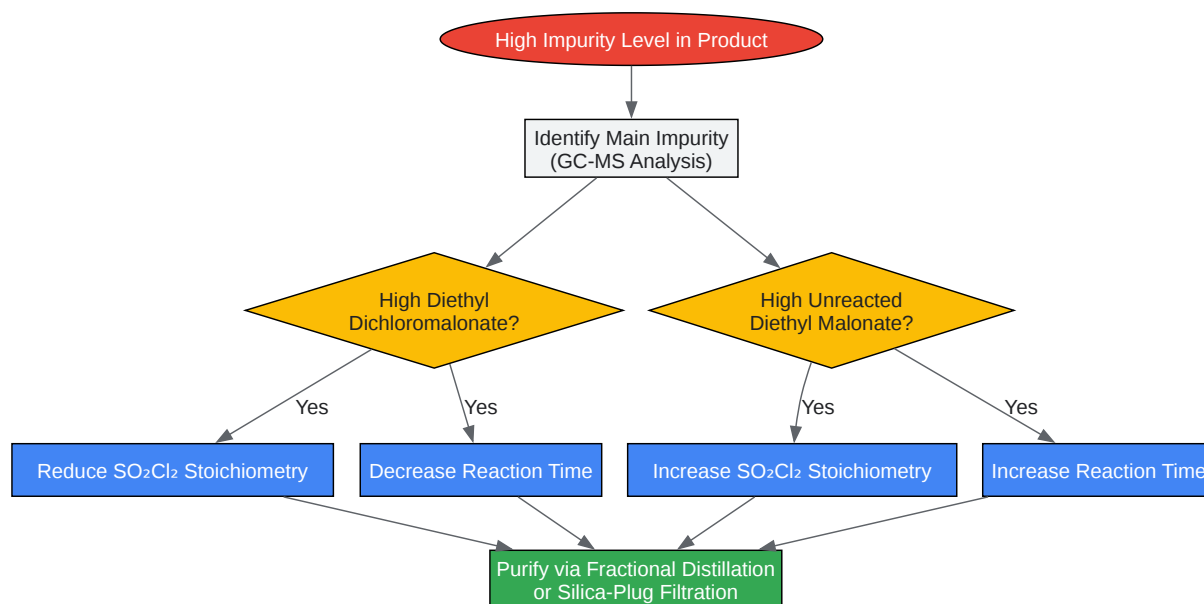 High Impurity Level in Product
Identify Main Impurity
(GC-MS Analysis)
High Diethyl
Dichloromalonate?
High Unreacted
Diethyl Malonate?
Yes
Yes
Yes
Yes
Reduce SO₂Cl₂ Stoichiometry
Decrease Reaction Time
Increase SO₂Cl₂ Stoichiometry
Increase Reaction Time
Purify via Fractional Distillation
or Silica-Plug Filtration